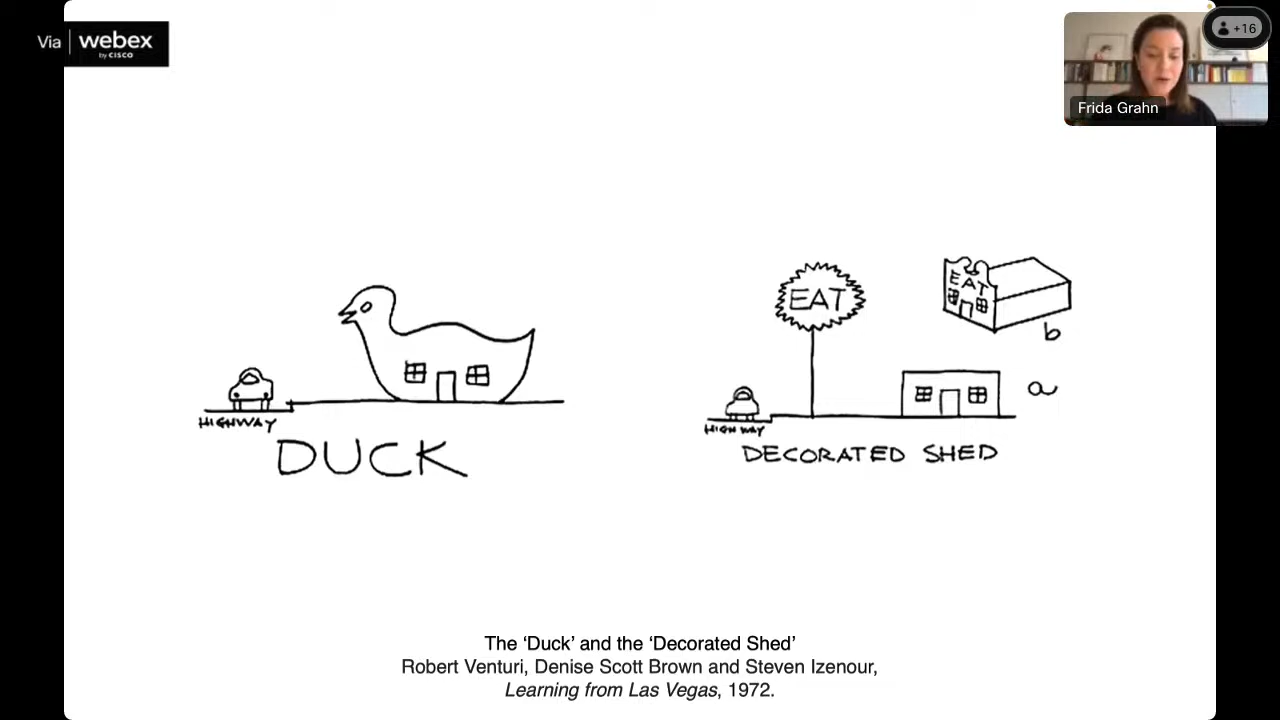 Via webex
by CISCO
+16
Frida Grahn
EAT
EAT
b
a
HIGHWAY
DUCK
HIGHWAY
DECORATED SHED
The ‘Duck’ and the ‘Decorated Shed’
Robert Venturi, Denise Scott Brown and Steven Izenour,
Learning from Las Vegas, 1972.